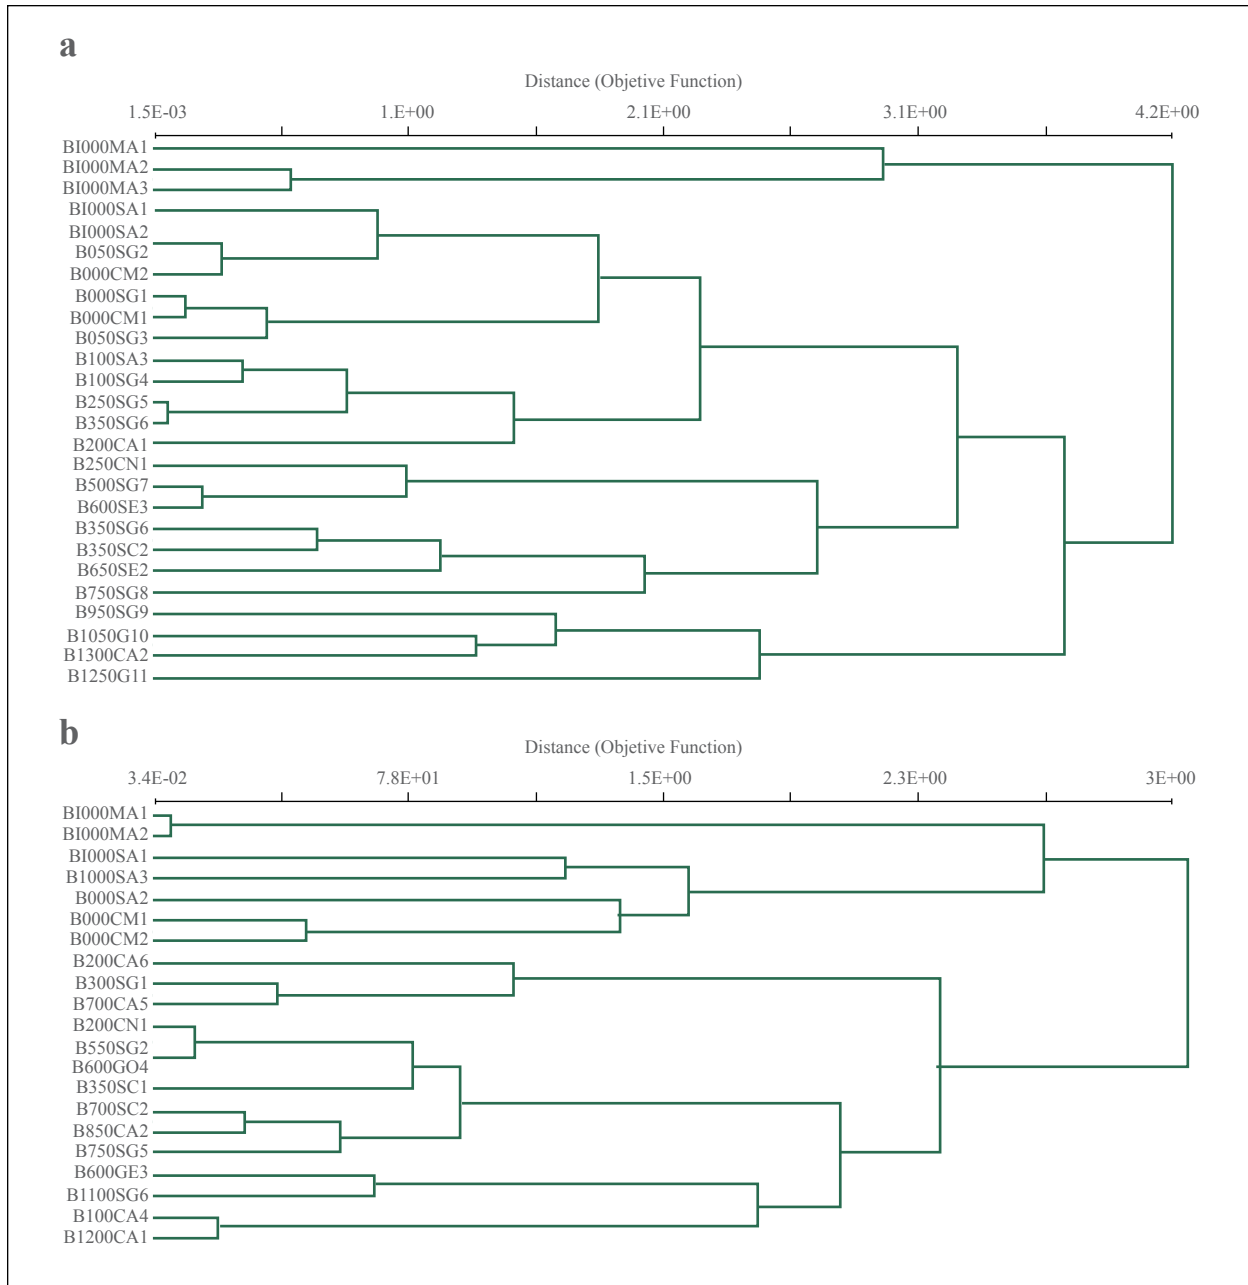 a
Distance (Objetive Function)
1.5E-03 1.E+00 2.1E+00 3.1E+00 4.2E+00
BI000MA1
BI000MA2
BI000MA3
BI000SA1
BI000SA2
B050SG2
B000CM2
B000SG1
B000CM1
B050SG3
B100SA3
B100SG4
B250SG5
B350SG6
B200CA1
B250CN1
B500SG7
B600SE3
B350SG6
B350SC2
B650SE2
B750SG8
B950SG9
B1050G10
B1300CA2
B1250G11
b
Distance (Objetive Function)
3.4E-02 7.8E+01 1.5E+00 2.3E+00 3E+00
BI000MA1
BI000MA2
BI000SA1
B1000SA3
B000SA2
B000CM1
B000CM2
B200CA6
B300SG1
B700CA5
B200CN1
B550SG2
B600GO4
B350SC1
B700SC2
B850CA2
B750SG5
B600GE3
B1100SG6
B100CA4
B1200CA1